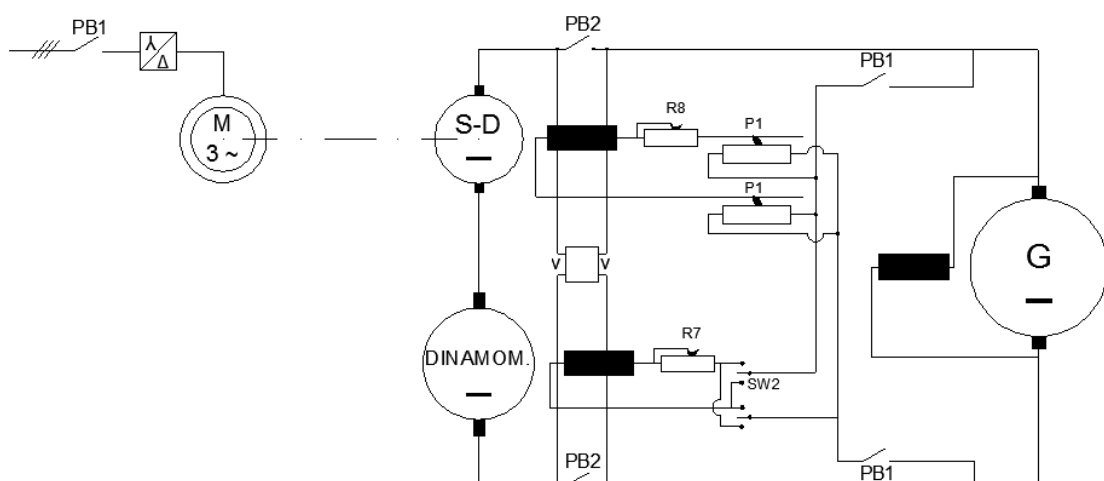 PB1
PB2
PB1
⅄
Δ
M
3 ~
S-D
R8
P1
P1
V
V
G
DINAMOM.
R7
SW2
PB2
PB1